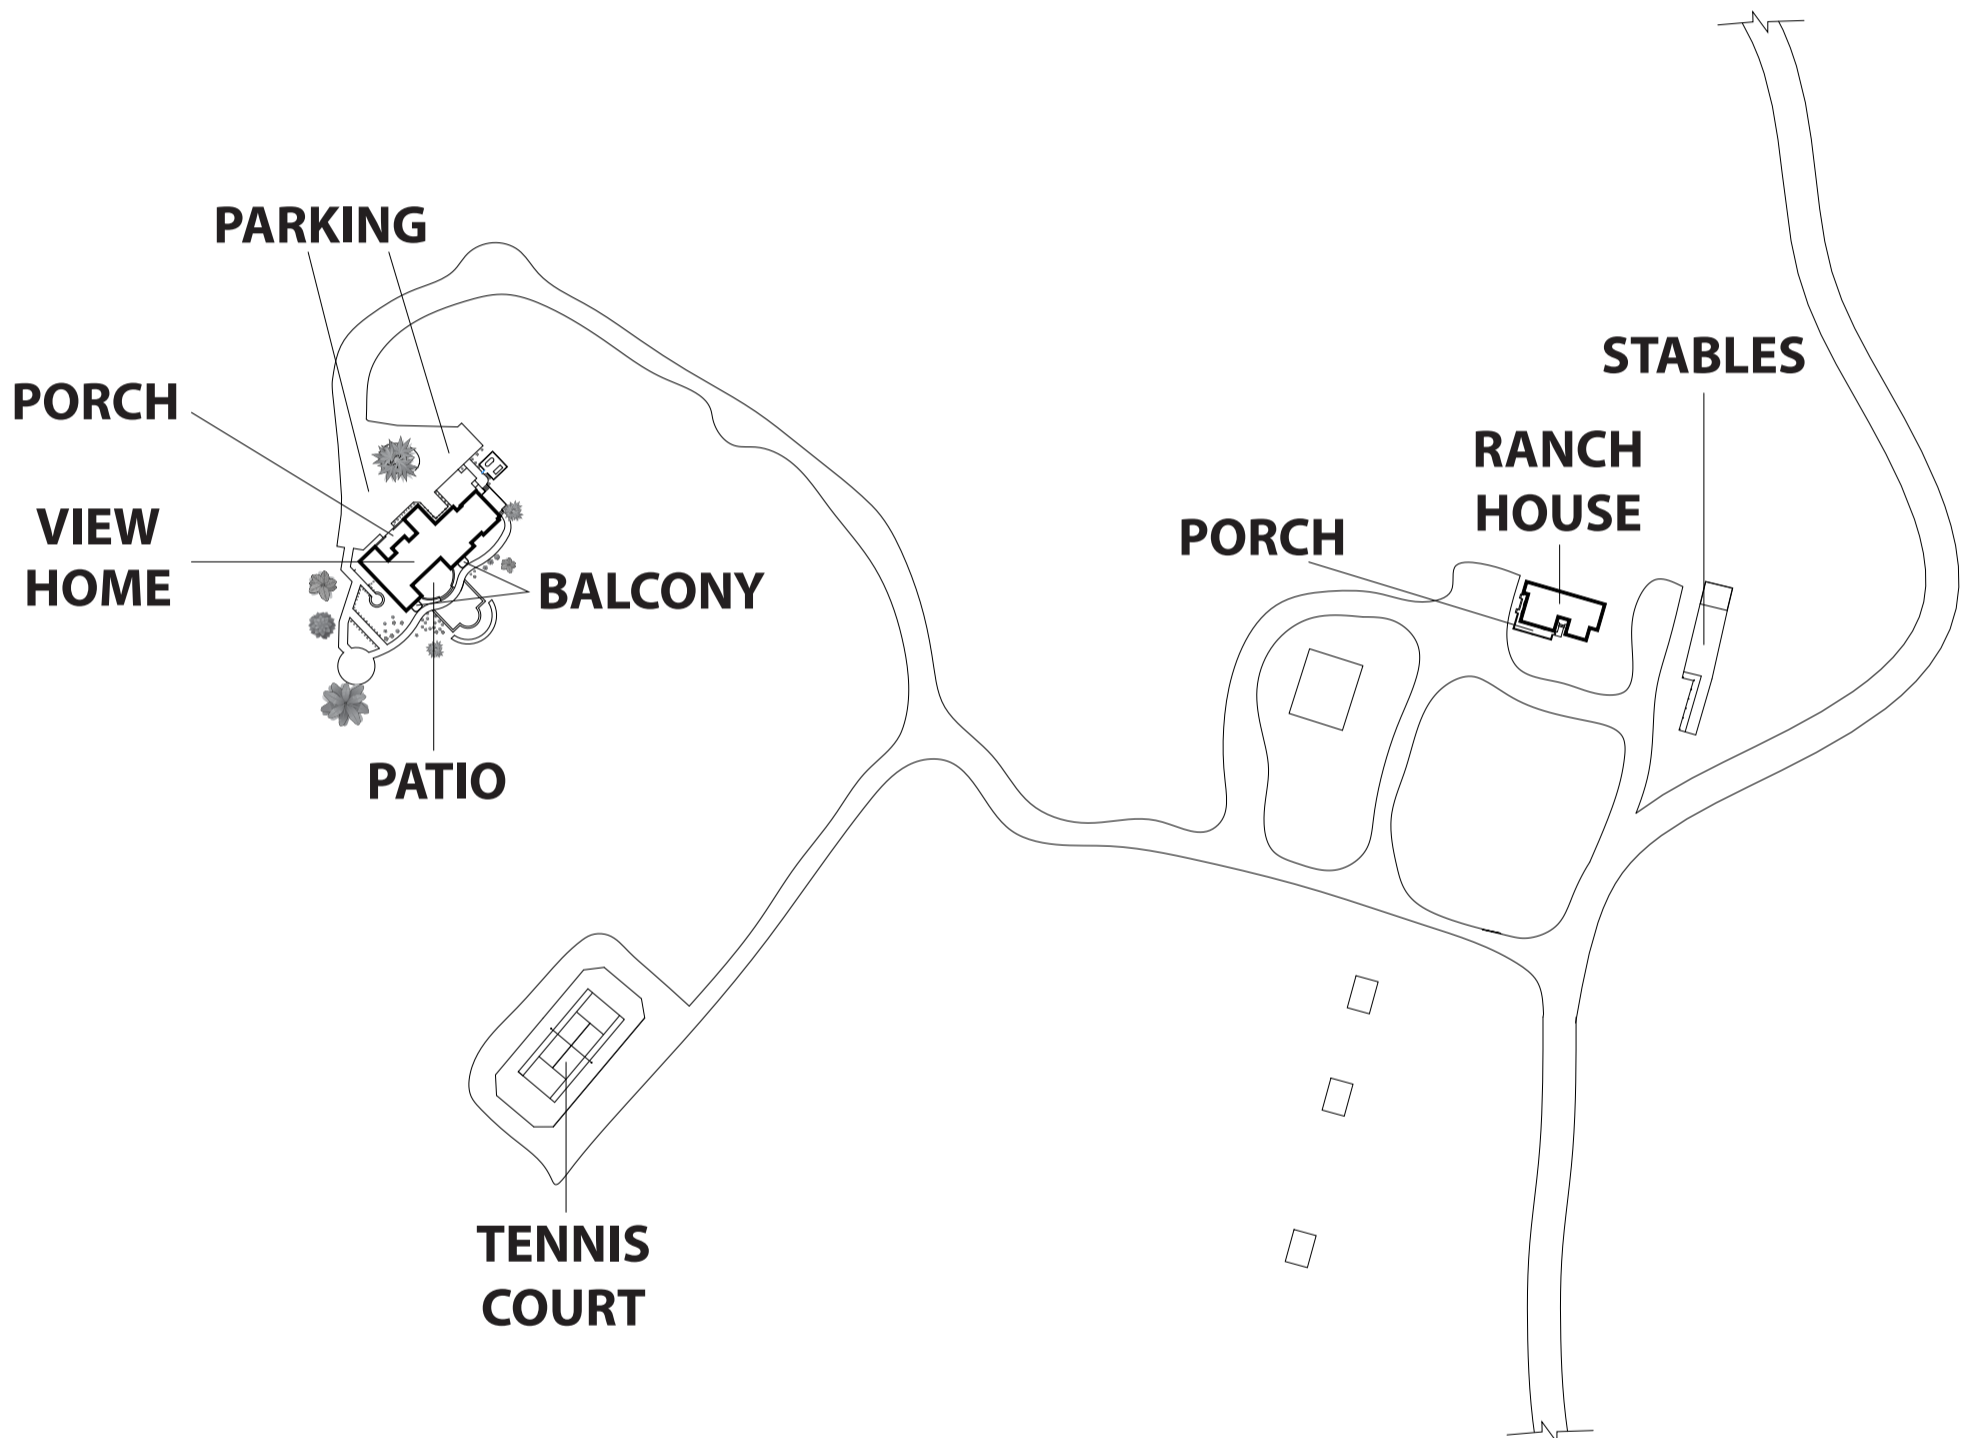 PARKING
STABLES
PORCH
RANCH
HOUSE
VIEW
HOME
PORCH
BALCONY
PATIO
TENNIS
COURT